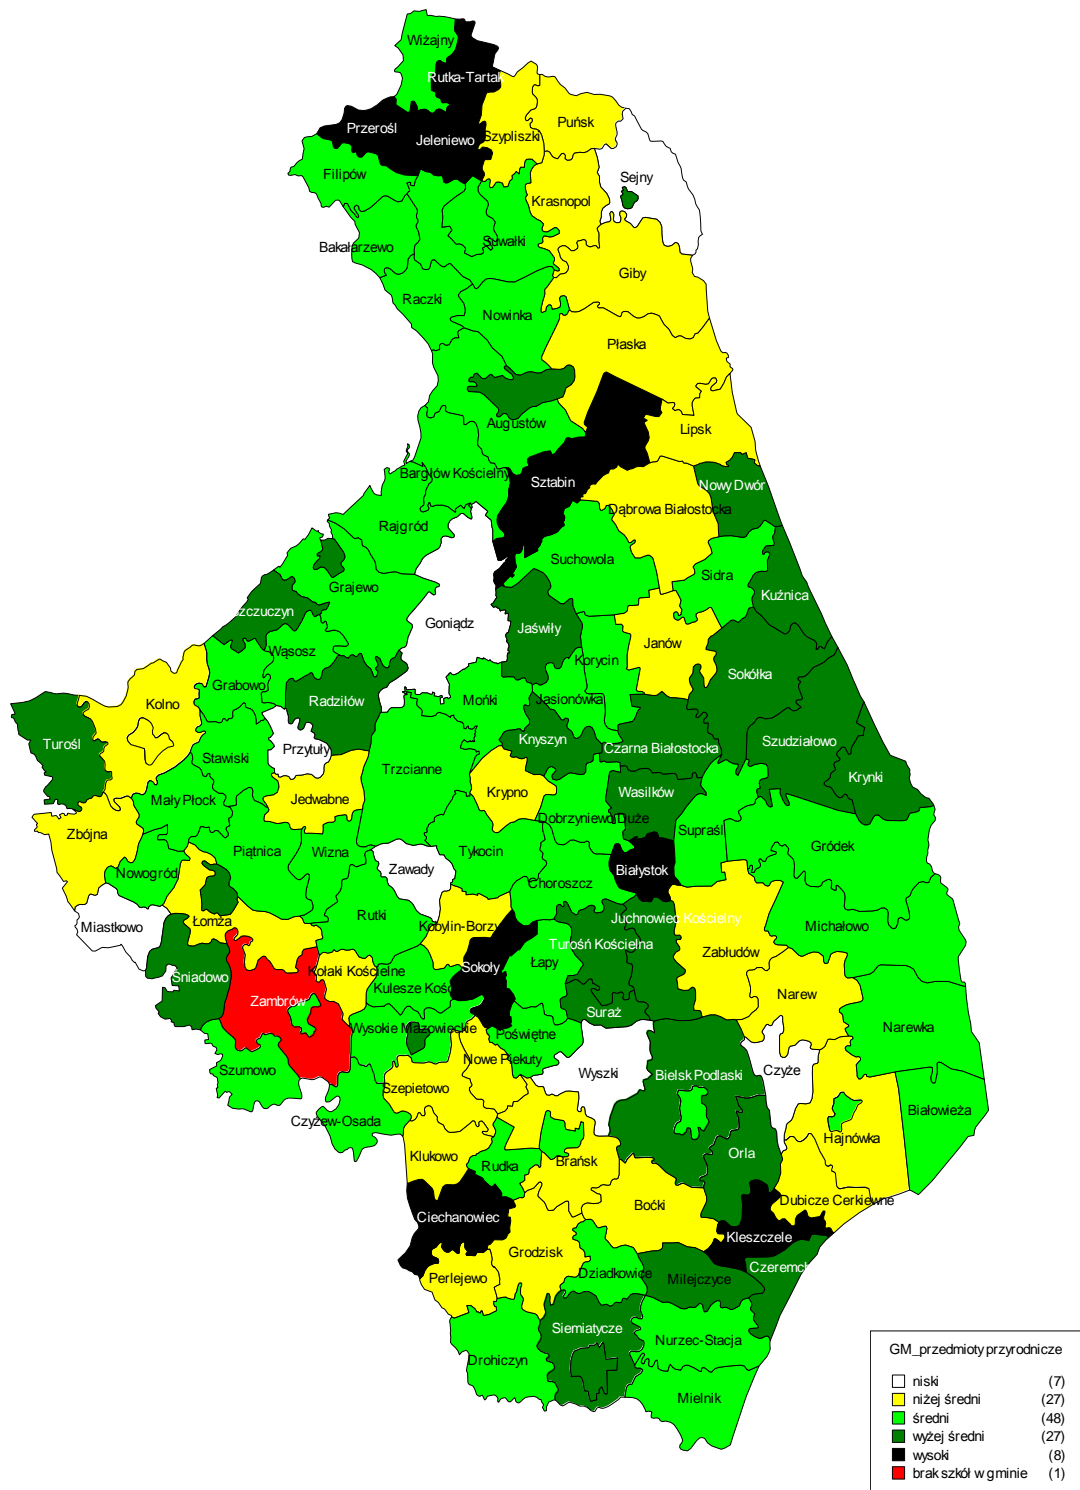 Wiżajny
Rutka-Tartak
Przerośl
Jeleniewo
Szypliszki
Puńsk
Filipów
Sejny
Krasnopol
Bakałarzewo
Suwałki
Giby
Raczki
Nowinka
Płaska
Augustów
Lipsk
Bargłów Kościelny
Sztabin
Nowy Dwór
Dąbrowa Białostocka
Rajgród
Suchowola
Sidra
Grajewo
Kuźnica
Szczuczyn
Goniądz
Jaświły
Wąsosz
Janów
Korycin
Sokółka
Grabowo
Radziłów
Mońki
Jasionówka
Kolno
Turośl
Przytuły
Knyszyn
Czarna Białostocka
Szudziałowo
Stawiski
Trzcianne
Krynki
Mały Płock
Jedwabne
Krypno
Wasilków
Dobrzyniewo Duże
Supraśl
Zbójna
Gródek
Piątnica
Wizna
Tykocin
Nowogród
Zawady
Białystok
Choroszcz
Miastkowo
Łomża
Rutki
Kobylin-Borzy
Juchnowiec Kościelny
Michałowo
Turośń Kościelna
Zabłudów
Śniadowo
Kołaki Kościelne
Sokoły
Łapy
Kulesze Kości
Narew
Zambrów
Suraż
Wysokie Mazowieckie
Poświętne
Narewka
Nowe Piekuty
Szumowo
Wyszki
Bielsk Podlaski
Czyże
Szepietowo
Białowieża
Czyżew-Osada
Hajnówka
Klukowo
Rudka
Brańsk
Orla
Boćki
Dubicze Cerkiewne
Ciechanowiec
Kleszczele
Grodzisk
Perlejewo
Dziadkowice
Milejczyce
Czeremch
Siemiatycze
Nurzec-Stacja
Drohiczyn
Mielnik
GM_przedmioty przyrodnicze
niski (7)
niżej średni (27)
średni (48)
wyżej średni (27)
wysoki (8)
brak szkół w gminie (1)